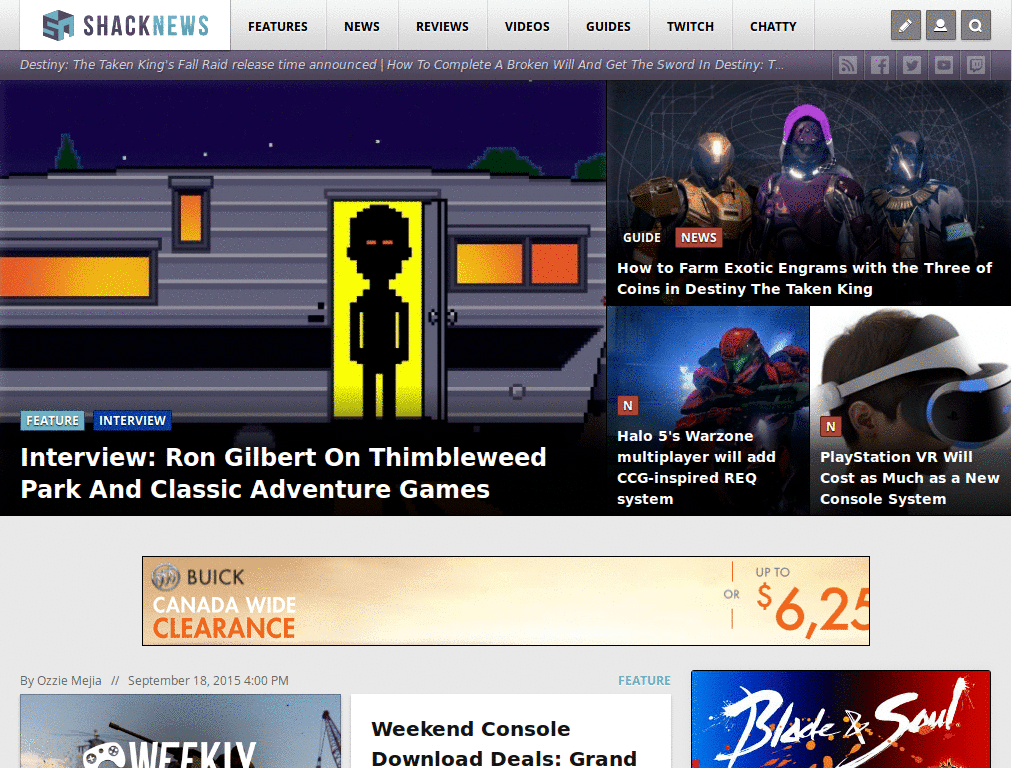 SHACKNEWS
FEATURES
NEWS
REVIEWS
VIDEOS
GUIDES
TWITCH
CHATTY
Destiny: The Taken King's Fall Raid release time announced | How To Complete A Broken Will And Get The Sword In Destiny: T...
FEATURE INTERVIEW
Interview: Ron Gilbert On Thimbleweed
Park And Classic Adventure Games
GUIDE NEWS
How to Farm Exotic Engrams with the Three of
Coins in Destiny The Taken King
N
Halo 5's Warzone
multiplayer will add
CCG-inspired REQ
system
N
PlayStation VR Will
Cost as Much as a New
Console System
BUICK
CANADA WIDE
CLEARANCE
OR
UP TO
$6,25
By Ozzie Mejia // September 18, 2015 4:00 PM
FEATURE
WEEKLY
Weekend Console
Download Deals: Grand
Blade & Soul